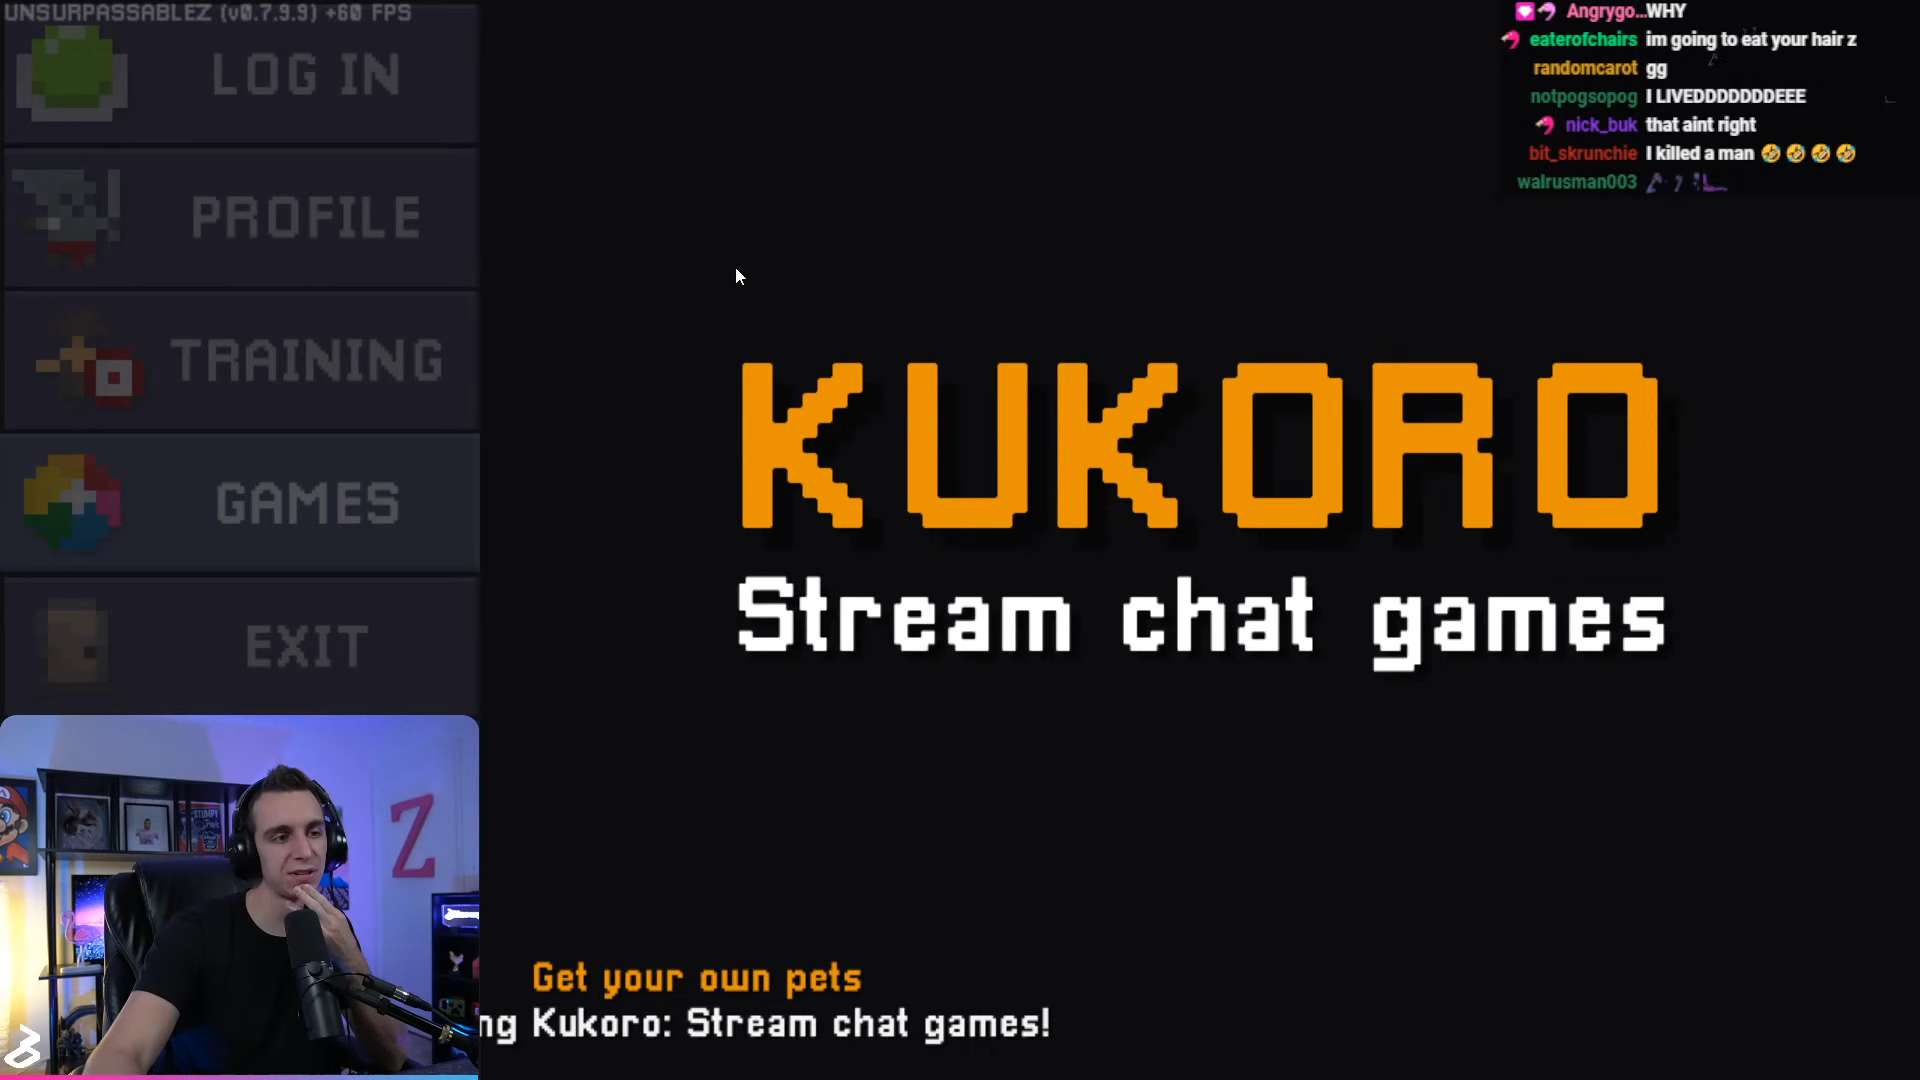 UNSURPASSABLEZ (v0.7.9.9) +60 FPS
LOG IN
PROFILE
TRAINING
GAMES
EXIT
Angrygo...WHY
eaterofchairs im going to eat your hair z
randomcarot gg
notpogsopog I LIVEDDDDDDDEEE
nick_buk that aint right
bit_skrunchie I killed a man 🤣 🤣 🤣 🤣
walrusman003
KUKORO
Stream chat games
STUMPY
Z
Get your own pets
ng Kukoro: Stream chat games!